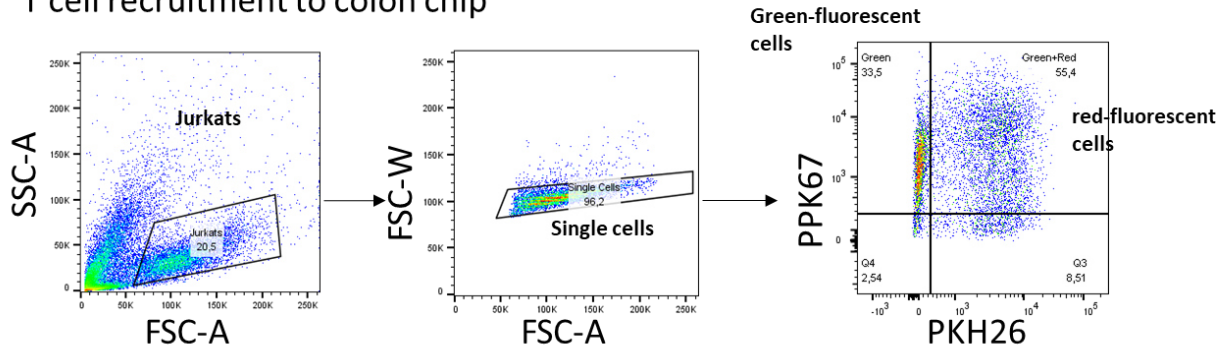 T cell recruitment to colon chip
Green-fluorescent
cells
250K
200K
150K
100K
50K
0
Jurkats
Jurkats
20,5
0
50K
100K
150K
200K
250K
SSC-A
FSC-A
250K
200K
150K
100K
50K
0
Single Cells
96,2
Single cells
0
50K
100K
150K
200K
250K
FSC-W
FSC-A
Green
33,5
Green+Red
55,4
red-fluorescent
cells
10^5
10^4
10^3
0
Q4
2,54
Q3
8,51
-10^3
0
10^3
10^4
10^5
PPK67
PKH26